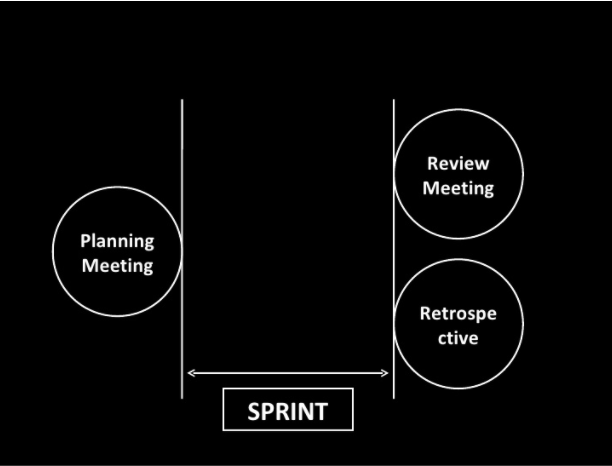 Planning
Meeting
Review
Meeting
Retrospe
ctive
SPRINT